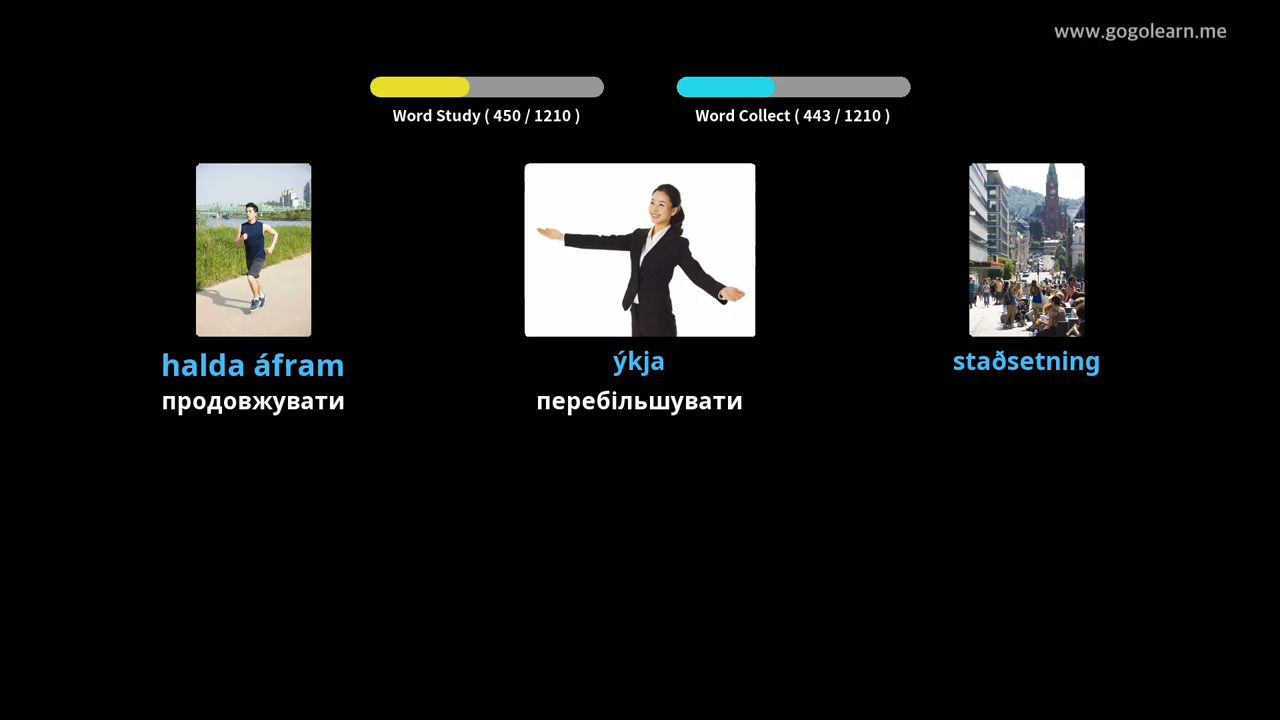 www.gogolearn.me
Word Study ( 450 / 1210 )
Word Collect ( 443 / 1210 )
halda áfram
продовжувати
ýkja
перебільшувати
staðsetning